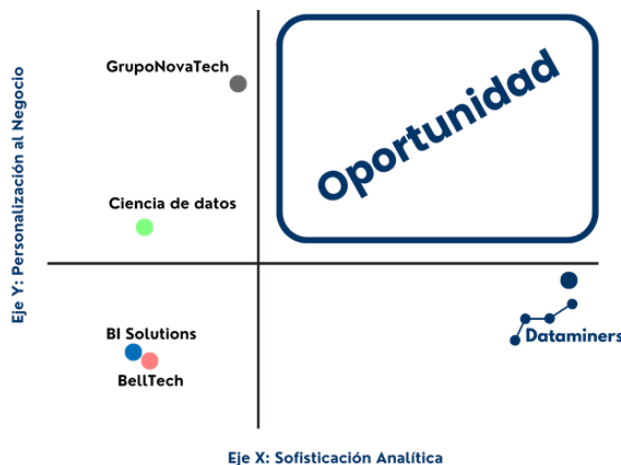 GrupoNovaTech
Oportunidad
Eje Y: Personalización al Negocio
Ciencia de datos
BI Solutions
BellTech
Dataminers
Eje X: Sofisticación Analítica